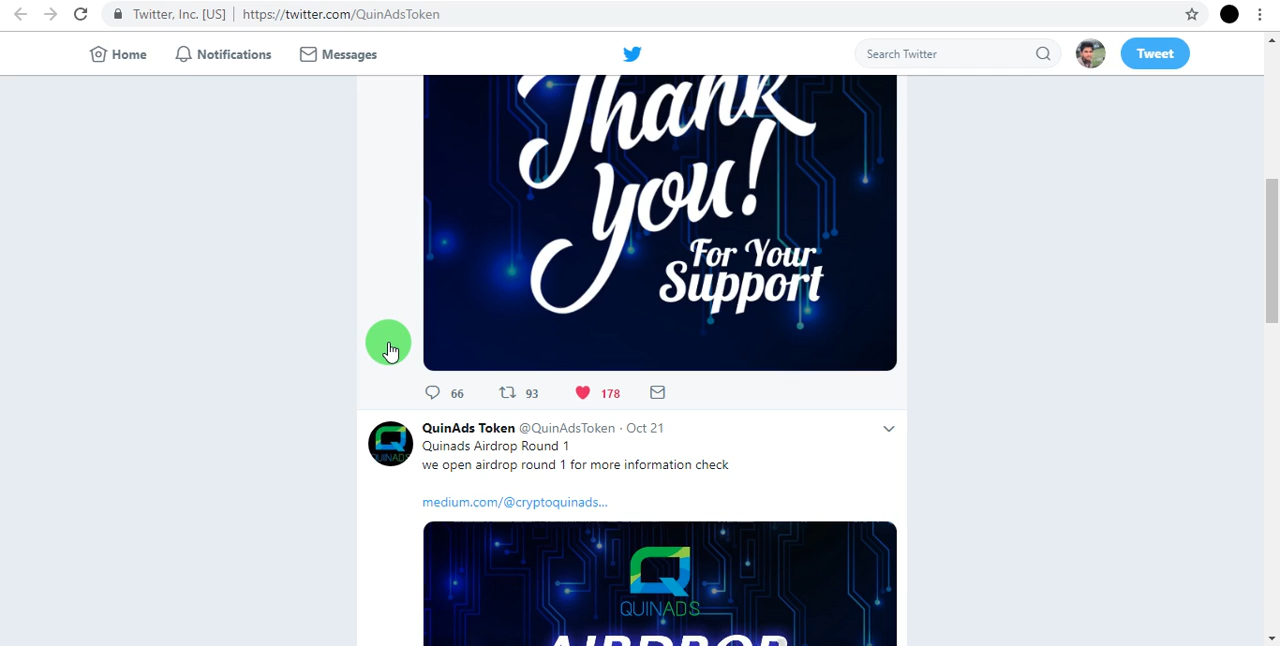 Twitter, Inc. [US] | https://twitter.com/QuinAdsToken
Home Notifications Messages Search Twitter Tweet
Thank
you!
For Your
Support
66 93 178
QuinAds Token @QuinAdsToken · Oct 21
Quinads Airdrop Round 1
we open airdrop round 1 for more information check
medium.com/@cryptoquinads...
QUINADS
QUINADS
AIRDROP